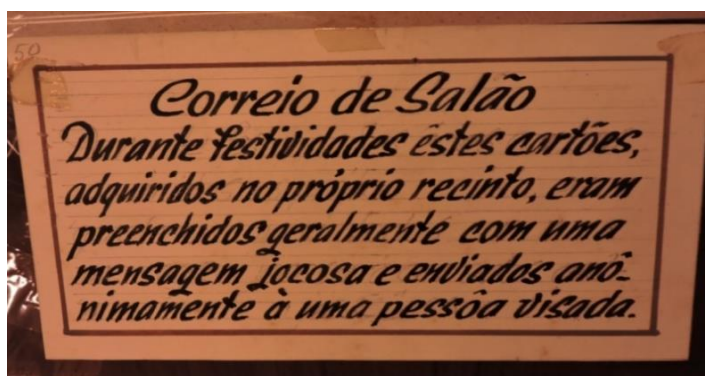 50
Correio de Salão
Durante festividades êstes cartões,
adquiridos no próprio recinto, eram
preenchidos geralmente com uma
mensagem jocosa e enviados anô-
nimamente à uma pessôa visada.